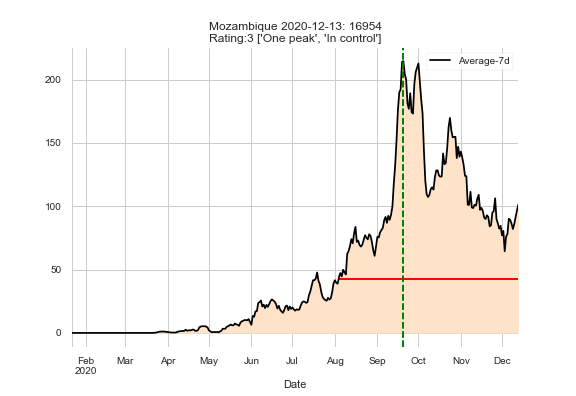 Mozambique 2020-12-13: 16954
Rating:3 ['One peak', 'In control']
Average-7d
200
150
100
50
0
Feb Mar Apr May Jun Jul Aug Sep Oct Nov Dec
2020
Date